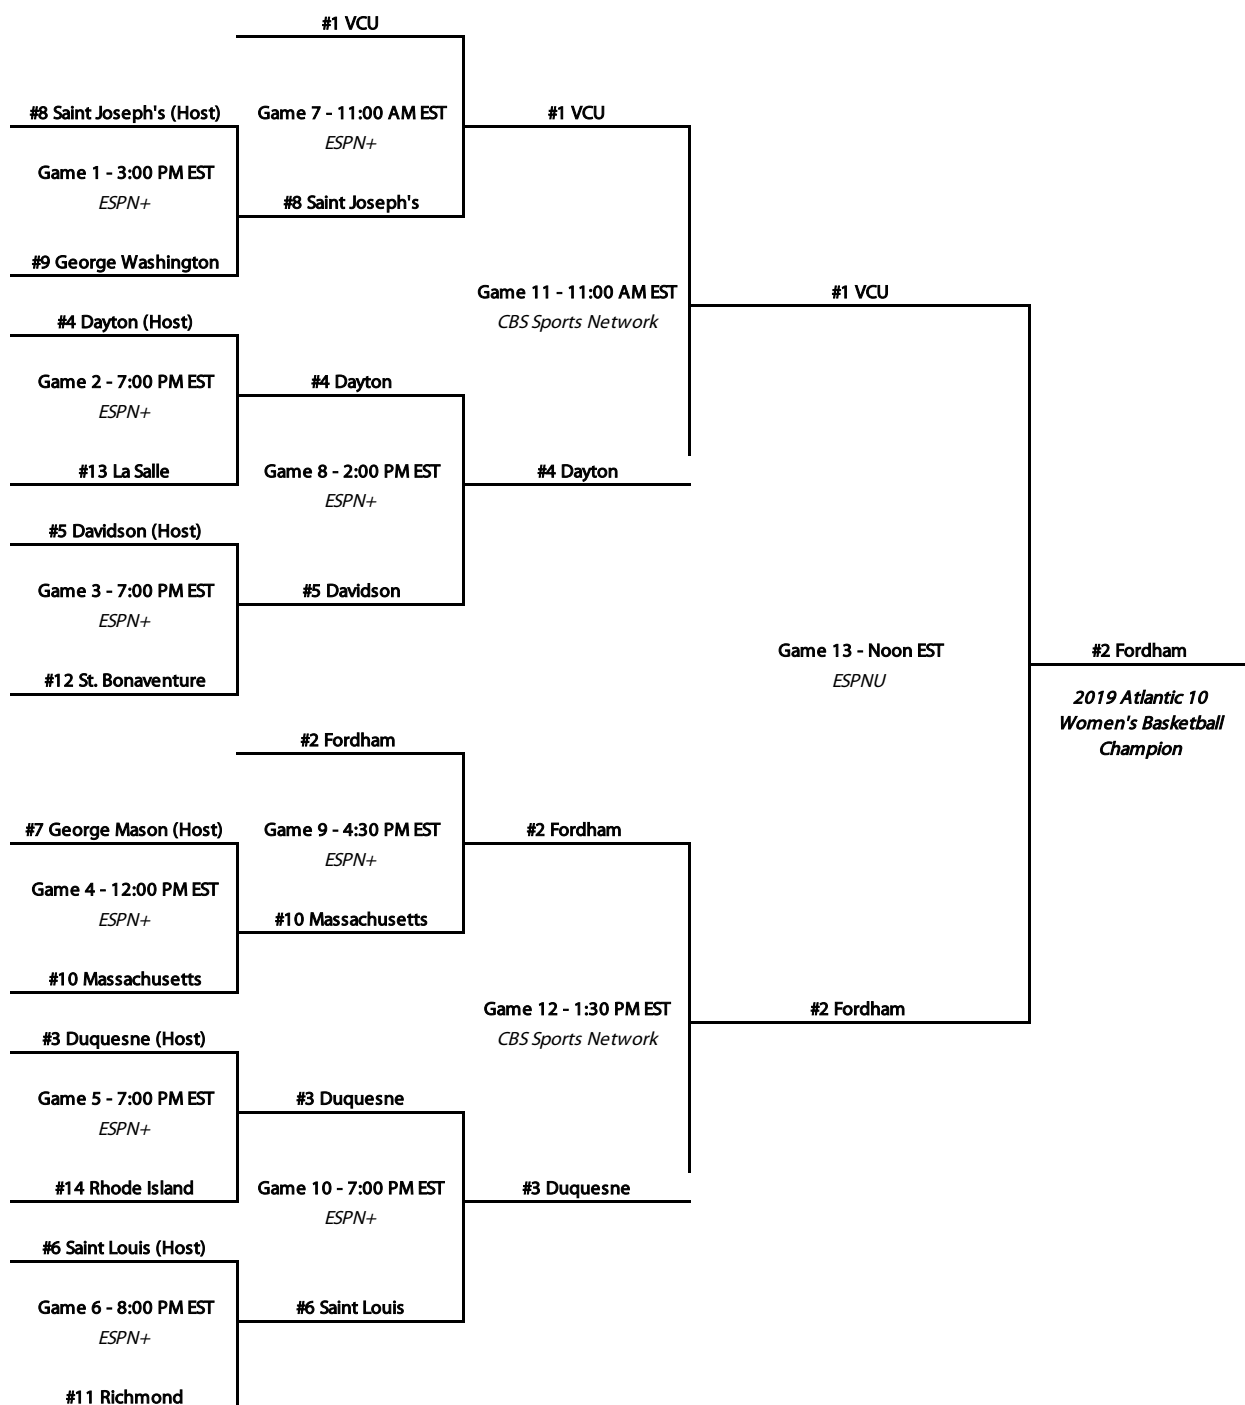 #1 VCU
#8 Saint Joseph's (Host)
Game 7 - 11:00 AM EST
#1 VCU
ESPN+
Game 1 - 3:00 PM EST
ESPN+
#8 Saint Joseph's
#9 George Washington
Game 11 - 11:00 AM EST
#1 VCU
#4 Dayton (Host)
CBS Sports Network
Game 2 - 7:00 PM EST
#4 Dayton
ESPN+
#13 La Salle
Game 8 - 2:00 PM EST
#4 Dayton
ESPN+
#5 Davidson (Host)
Game 3 - 7:00 PM EST
#5 Davidson
ESPN+
Game 13 - Noon EST
#2 Fordham
#12 St. Bonaventure
ESPNU
2019 Atlantic 10
Women's Basketball
Champion
#2 Fordham
#7 George Mason (Host)
Game 9 - 4:30 PM EST
#2 Fordham
ESPN+
Game 4 - 12:00 PM EST
ESPN+
#10 Massachusetts
#10 Massachusetts
Game 12 - 1:30 PM EST
#2 Fordham
#3 Duquesne (Host)
CBS Sports Network
Game 5 - 7:00 PM EST
#3 Duquesne
ESPN+
#14 Rhode Island
Game 10 - 7:00 PM EST
#3 Duquesne
ESPN+
#6 Saint Louis (Host)
Game 6 - 8:00 PM EST
#6 Saint Louis
ESPN+
#11 Richmond